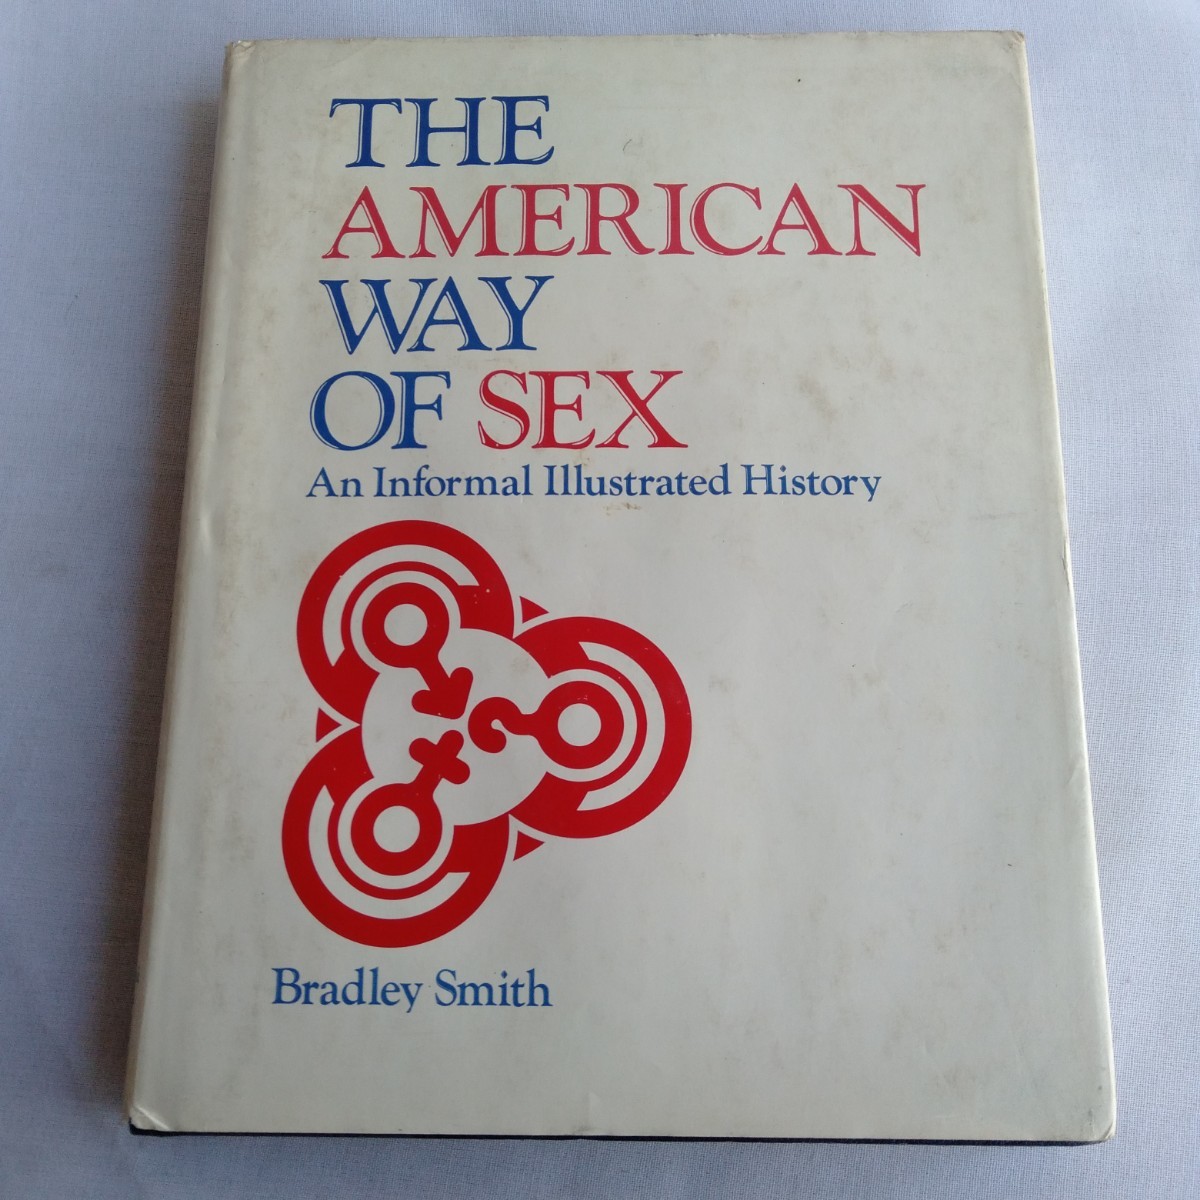 THE
AMERICAN
WAY
OF SEX
An Informal Illustrated History
Bradley Smith